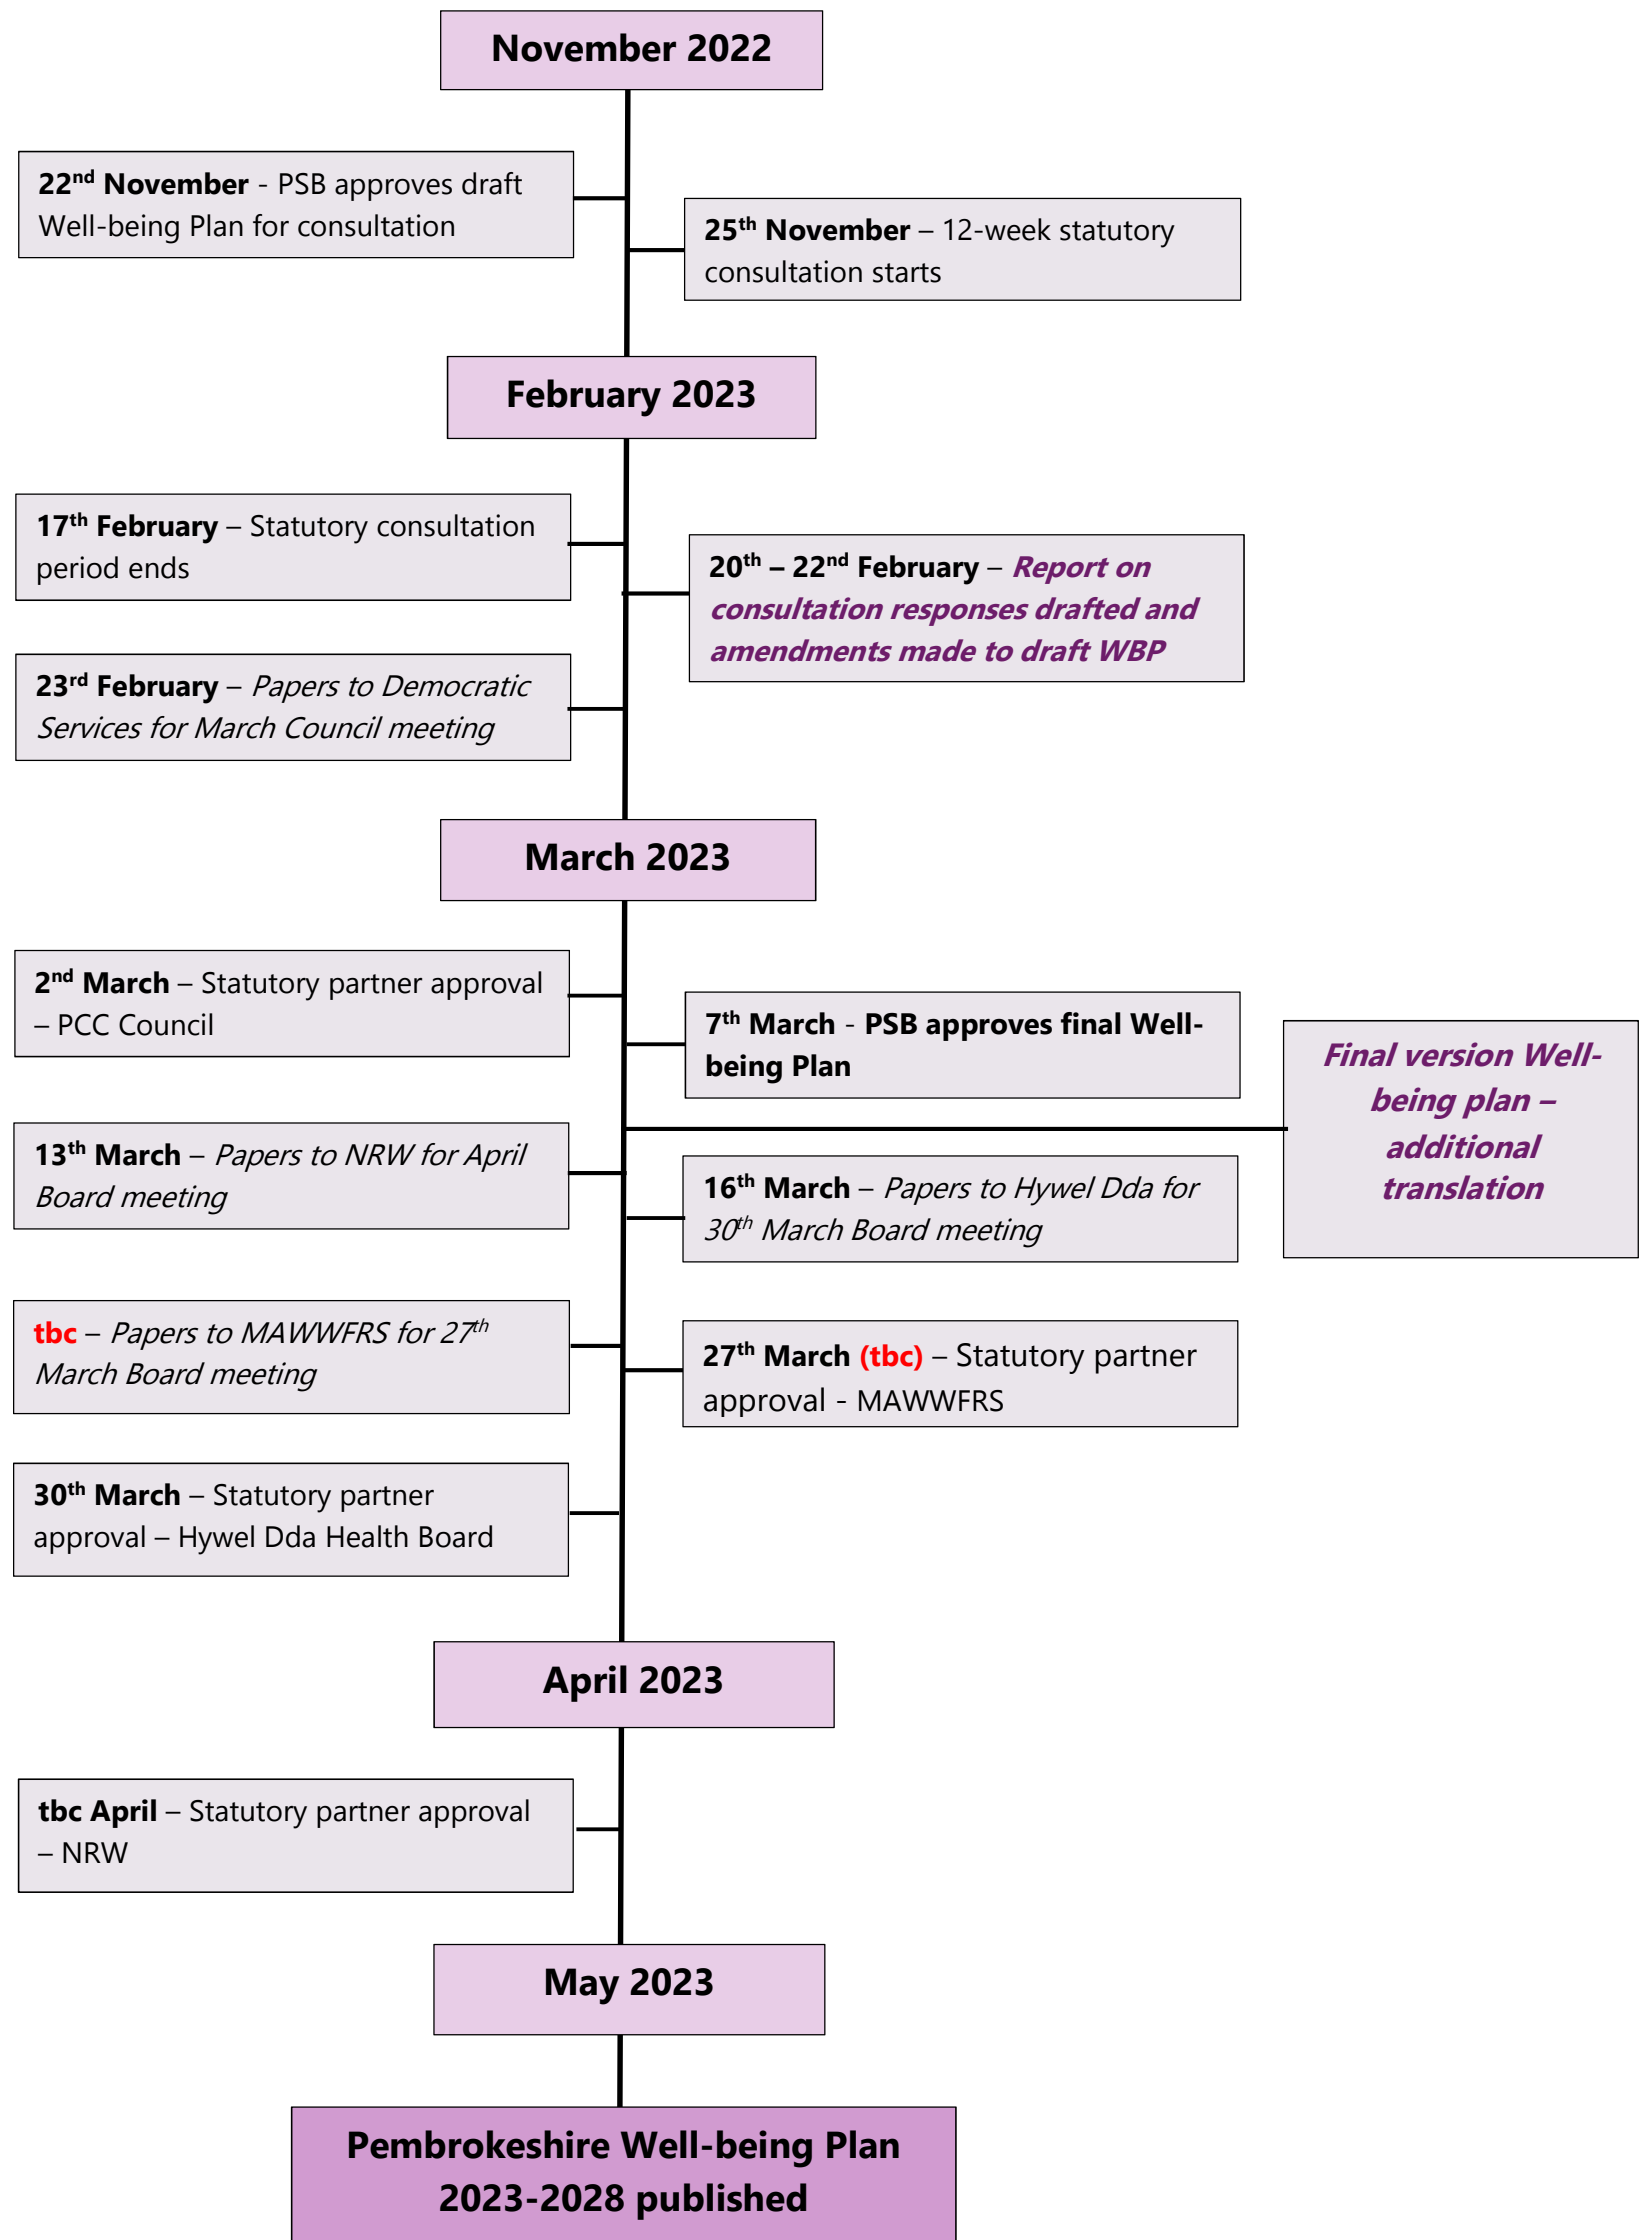 November 2022
22nd November - PSB approves draft
Well-being Plan for consultation
25th November – 12-week statutory
consultation starts
February 2023
17th February – Statutory consultation
period ends
20th – 22nd February – Report on
consultation responses drafted and
amendments made to draft WBP
23rd February – Papers to Democratic
Services for March Council meeting
March 2023
2nd March – Statutory partner approval
– PCC Council
7th March - PSB approves final Well-
being Plan
Final version Well-
being plan –
additional
translation
13th March – Papers to NRW for April
Board meeting
16th March – Papers to Hywel Dda for
30th March Board meeting
tbc – Papers to MAWWFRS for 27th
March Board meeting
27th March (tbc) – Statutory partner
approval - MAWWFRS
30th March – Statutory partner
approval – Hywel Dda Health Board
April 2023
tbc April – Statutory partner approval
– NRW
May 2023
Pembrokeshire Well-being Plan
2023-2028 published